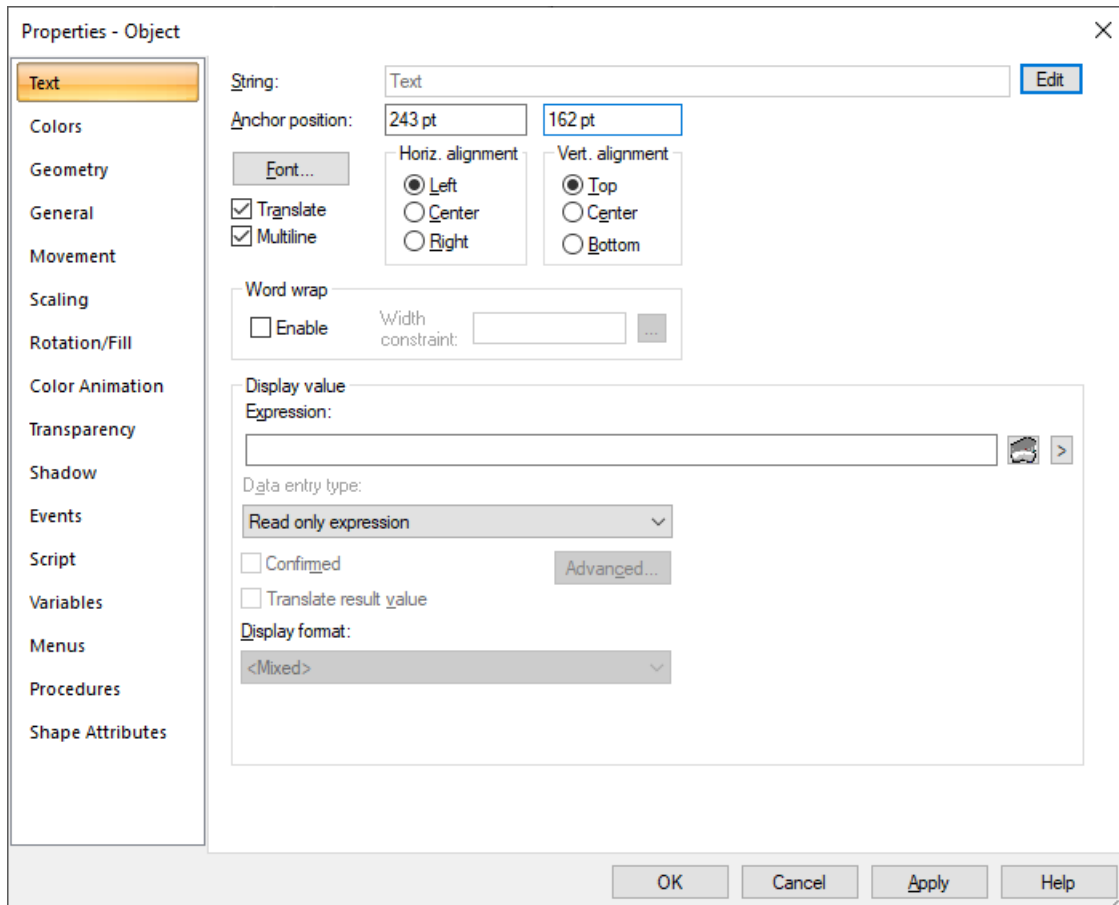 Properties - Object
Text
Colors
Geometry
General
Movement
Scaling
Rotation/Fill
Color Animation
Transparency
Shadow
Events
Script
Variables
Menus
Procedures
Shape Attributes
String: Text Edit
Anchor position: 243 pt 162 pt
Font...
Translate
Multiline
Horiz. alignment
Left
Center
Right
Vert. alignment
Top
Center
Bottom
Word wrap
Enable
Width
constraint:
...
Display value
Expression:
>
Data entry type:
Read only expression
Confirmed Advanced...
Translate result value
Display format:
<Mixed>
OK Cancel Apply Help